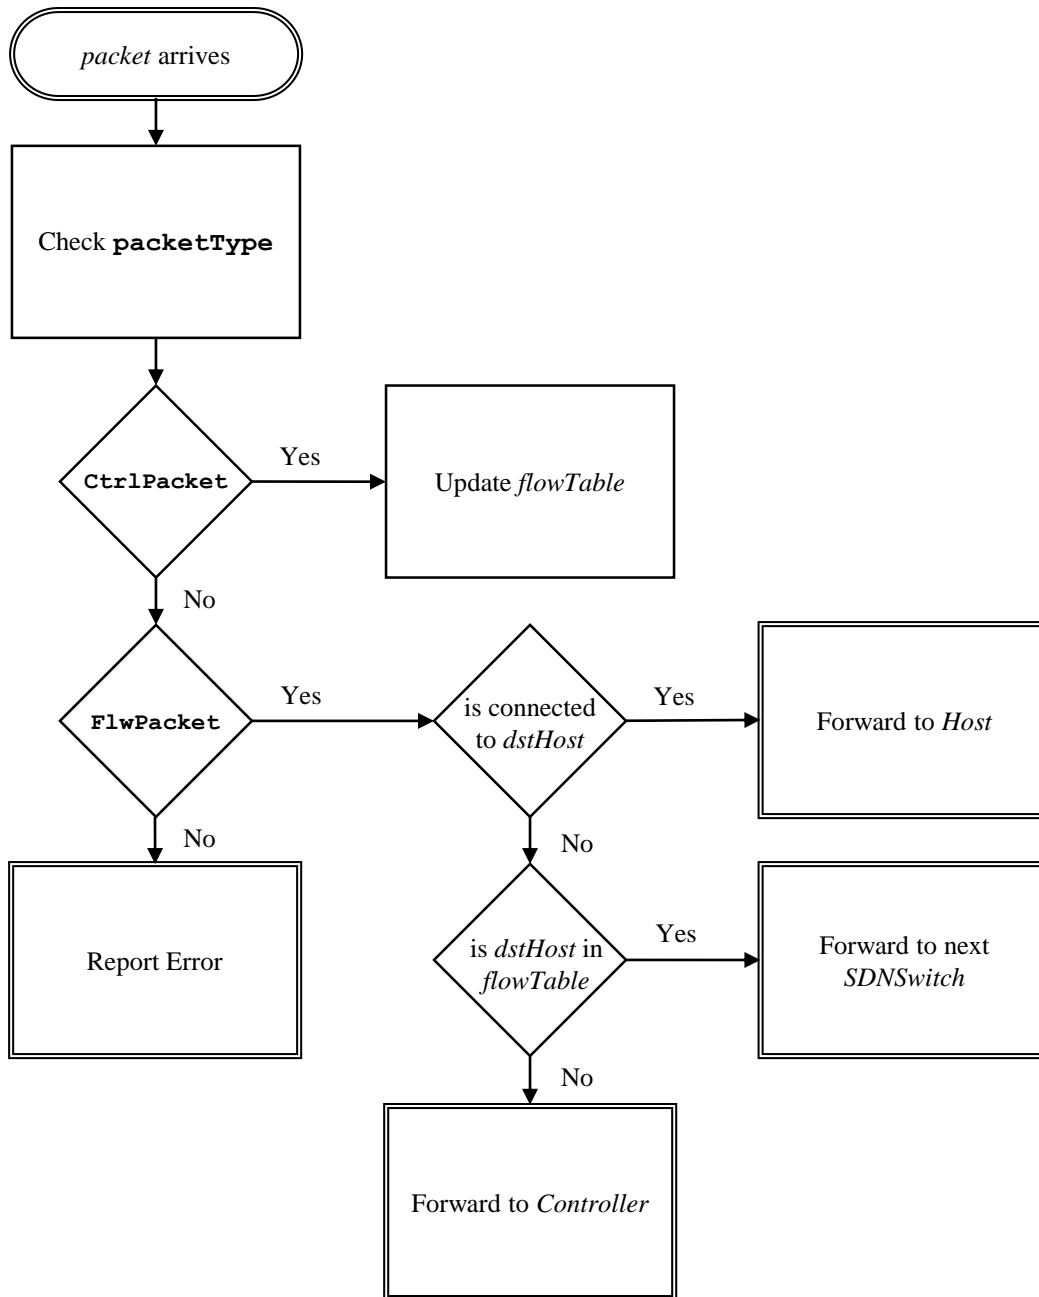 packet arrives
Check packetType
CtrlPacket
Yes
Update flowTable
No
FlwPacket
Yes
is connected
to dstHost
Yes
Forward to Host
No
Report Error
No
is dstHost in
flowTable
Yes
Forward to next
SDNSwitch
No
Forward to Controller